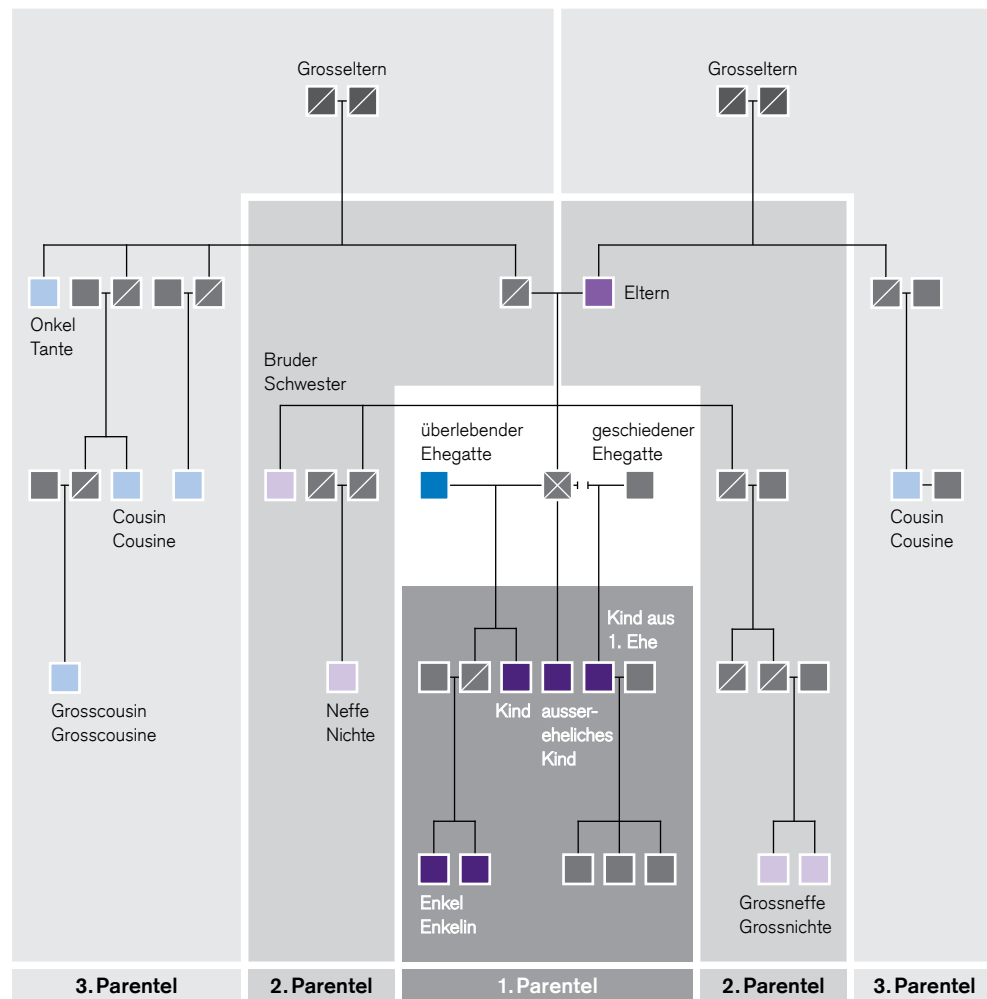 Grosseltern
Grosseltern
Eltern
Onkel
Tante
Bruder
Schwester
überlebender
Ehegatte
geschiedener
Ehegatte
Cousin
Cousine
Cousin
Cousine
Kind aus
1. Ehe
Grosscousin
Grosscousine
Neffe
Nichte
Kind
ausser-
eheliches
Kind
Enkel
Enkelin
Grossneffe
Grossnichte
3. Parentel
2. Parentel
1. Parentel
2. Parentel
3. Parentel